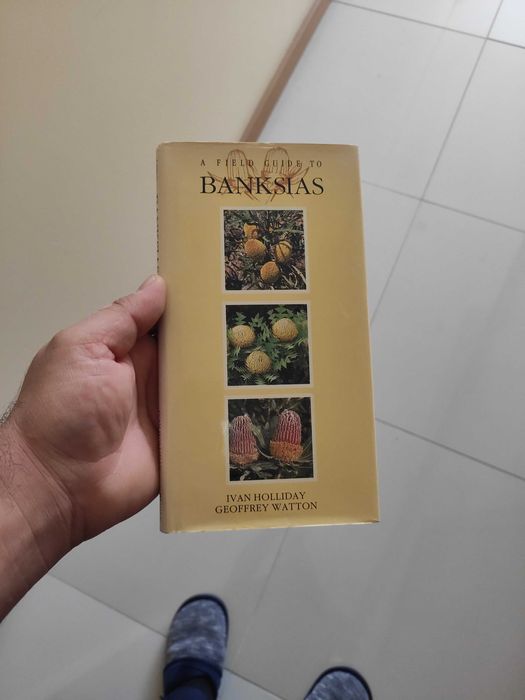 A FIELD GUIDE TO
BANKSIAS
IVAN HOLLIDAY
GEOFFREY WATTON